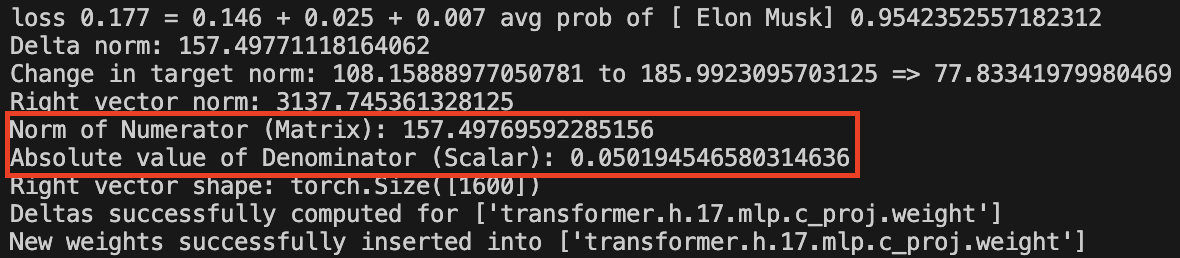 loss 0.177 = 0.146 + 0.025 + 0.007 avg prob of [ Elon Musk] 0.9542352557182312
Delta norm: 157.49771118164062
Change in target norm: 108.15888977050781 to 185.9923095703125 => 77.83341979980469
Right vector norm: 3137.745361328125
Norm of Numerator (Matrix): 157.49769592285156
Absolute value of Denominator (Scalar): 0.050194546580314636
Right vector shape: torch.Size([1600])
Deltas successfully computed for ['transformer.h.17.mlp.c_proj.weight']
New weights successfully inserted into ['transformer.h.17.mlp.c_proj.weight']